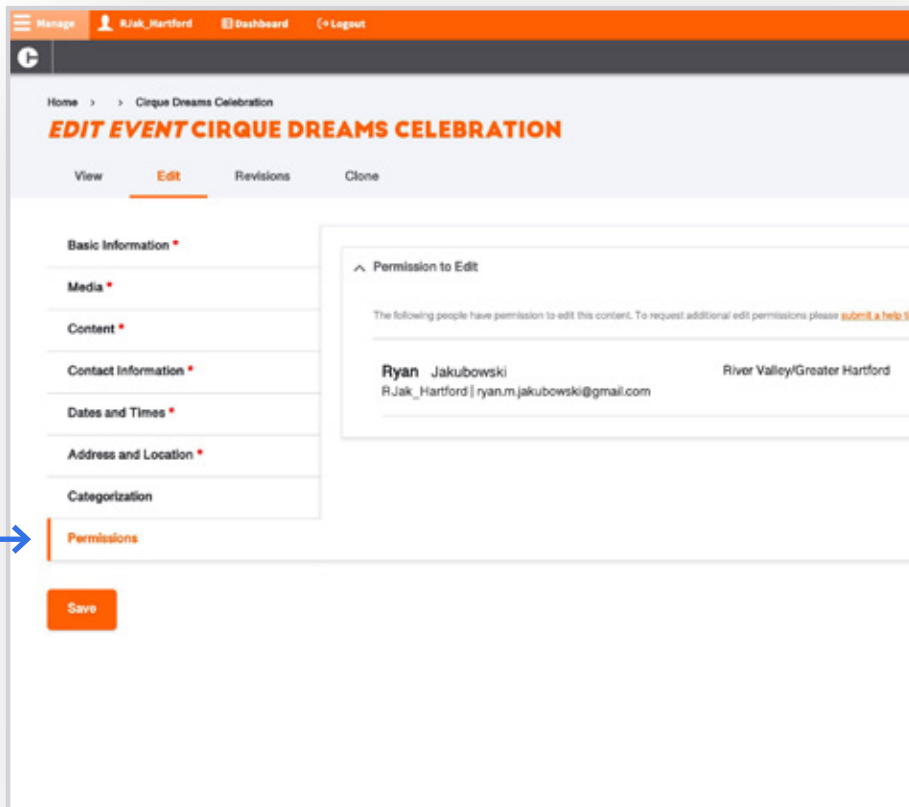 Manage RJak_Hartford Dashboard Logout
C
Home > > Cirque Dreams Celebration
EDIT EVENT CIRQUE DREAMS CELEBRATION
View Edit Revisions Clone
Basic Information *
Media *
Content *
Contact Information *
Dates and Times *
Address and Location *
Categorization
Permissions
Save
Permission to Edit
The following people have permission to edit this content. To request additional edit permissions please submit a help
Ryan Jakubowski River Valley/Greater Hartford
RJak_Hartford | ryan.m.jakubowski@gmail.com